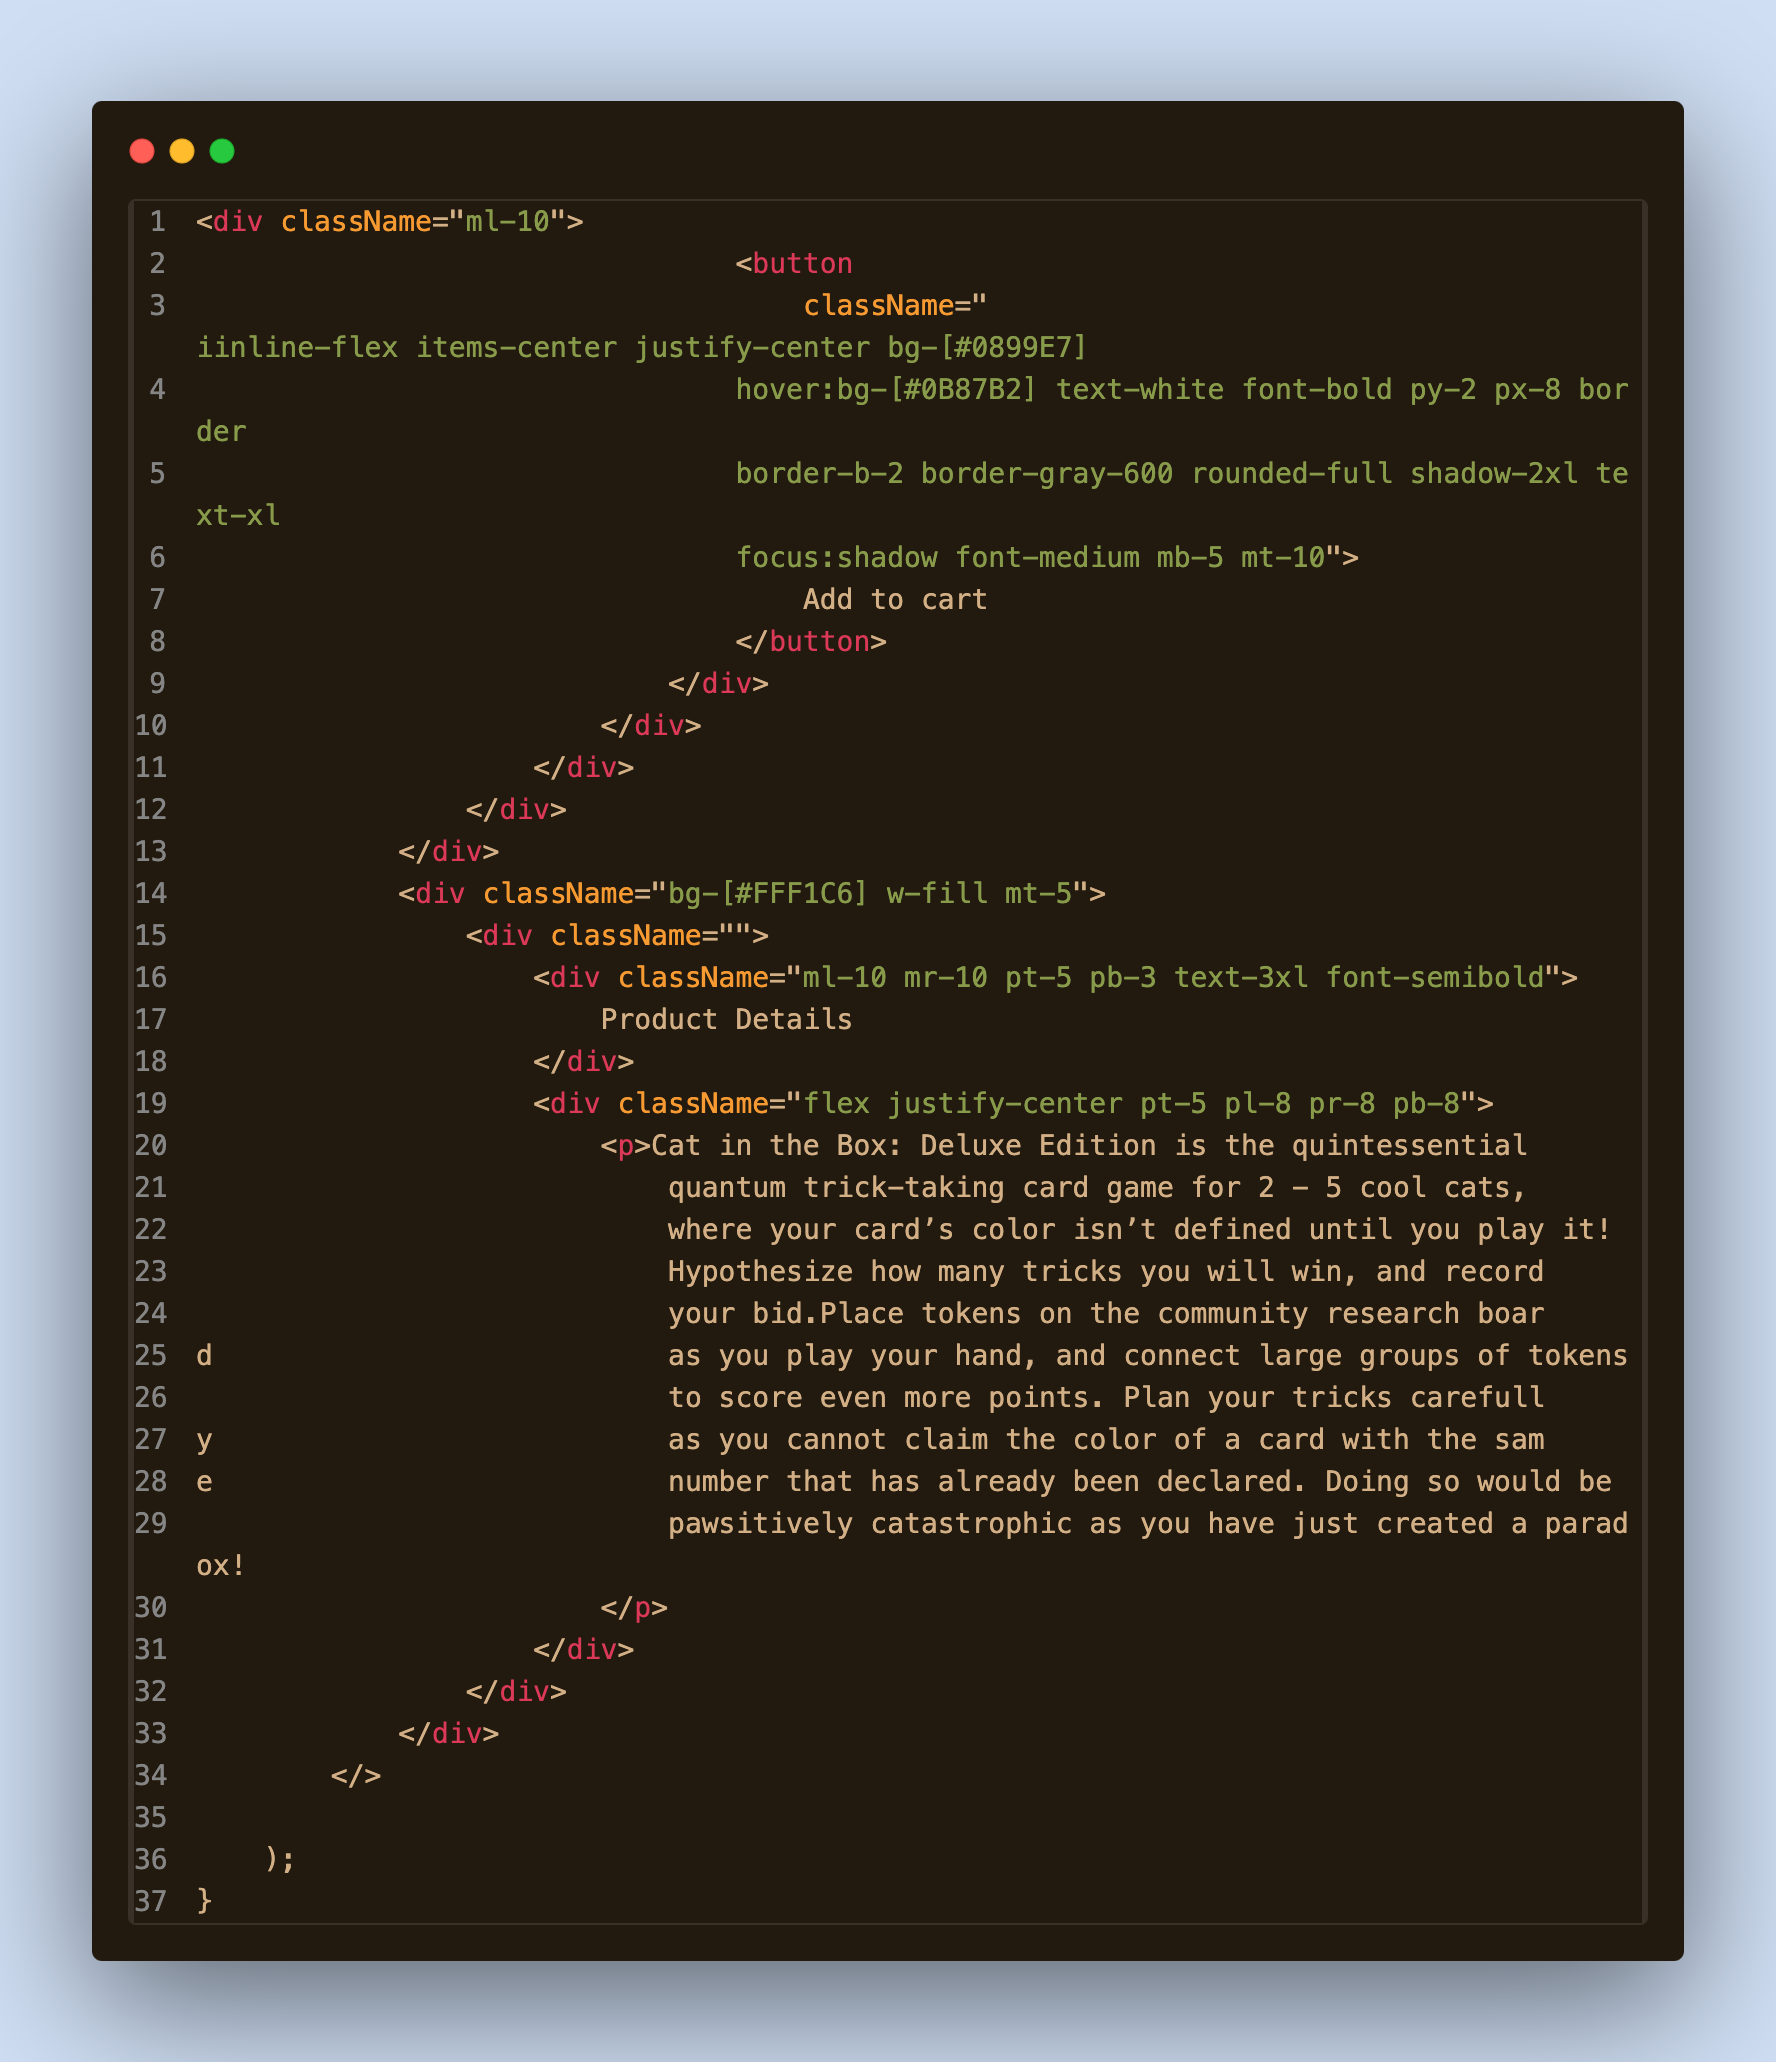 1 <div className="ml-10">
2 <button
3 className="
iinline-flex items-center justify-center bg-[#0899E7]
4 hover:bg-[#0B87B2] text-white font-bold py-2 px-8 bor
der
5 border-b-2 border-gray-600 rounded-full shadow-2xl te
xt-xl
6 focus:shadow font-medium mb-5 mt-10">
7 Add to cart
8 </button>
9 </div>
10 </div>
11 </div>
12 </div>
13 </div>
14 <div className="bg-[#FFF1C6] w-fill mt-5">
15 <div className="">
16 <div className="ml-10 mr-10 pt-5 pb-3 text-3xl font-semibold">
17 Product Details
18 </div>
19 <div className="flex justify-center pt-5 pl-8 pr-8 pb-8">
20 <p>Cat in the Box: Deluxe Edition is the quintessential
21 quantum trick-taking card game for 2 – 5 cool cats,
22 where your card’s color isn’t defined until you play it!
23 Hypothesize how many tricks you will win, and record
24 your bid.Place tokens on the community research boar
25 d as you play your hand, and connect large groups of tokens
26 to score even more points. Plan your tricks carefull
27 y as you cannot claim the color of a card with the sam
28 e number that has already been declared. Doing so would be
29 pawsitively catastrophic as you have just created a parad
ox!
30 </p>
31 </div>
32 </div>
33 </div>
34 </>
35
36 );
37 }